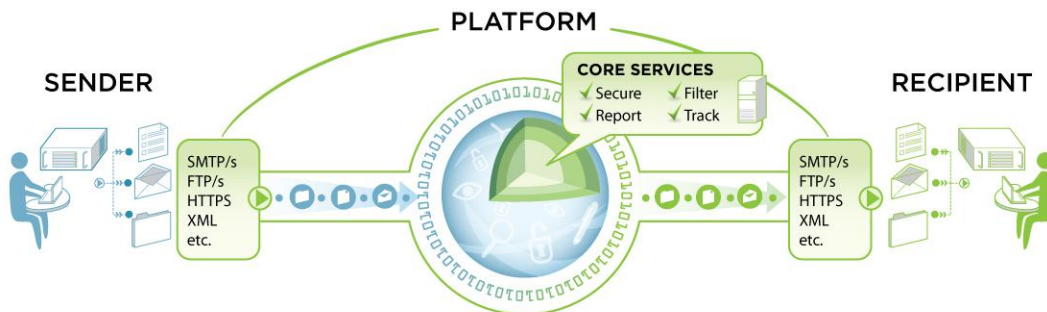 PLATFORM
SENDER
CORE SERVICES
Secure Filter
Report Track
RECIPIENT
SMTP/s
FTP/s
HTTPS
XML
etc.
SMTP/s
FTP/s
HTTPS
XML
etc.